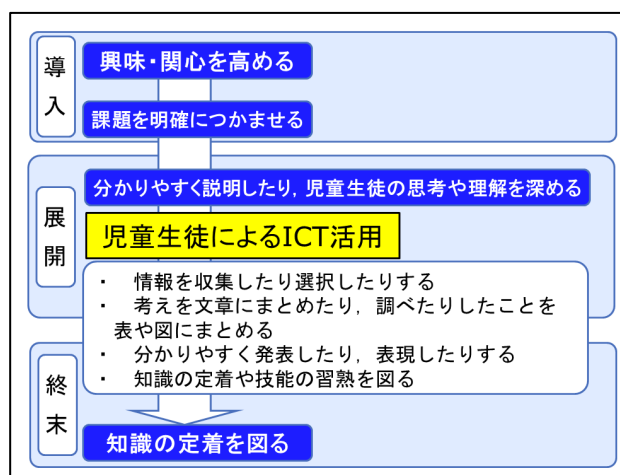 導入
興味・関心を高める
課題を明確につかませる
展開
分かりやすく説明したり，児童生徒の思考や理解を深める
児童生徒によるICT活用
・　情報を収集したり選択したりする
・　考えを文章にまとめたり，調べたりしたことを
表や図にまとめる
・　分かりやすく発表したり，表現したりする
・　知識の定着や技能の習熟を図る
終末
知識の定着を図る